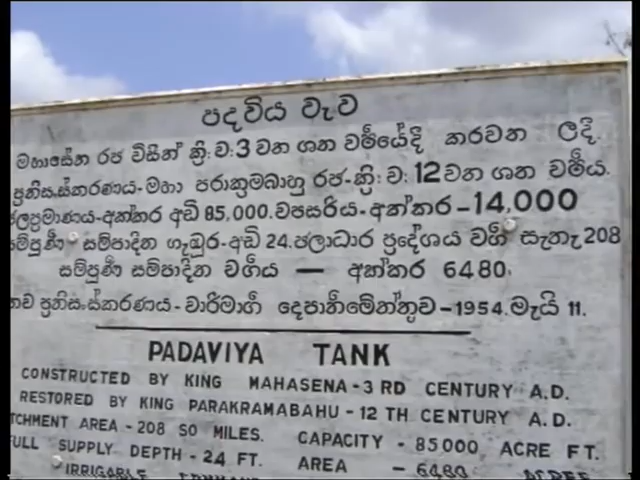 පදවිය වැව
මහාසේන රජ විසින් ක්‍රි: ව: 3 වන ශත වර්ෂයේදී කරවන ලදී.
ප්‍රතිසංස්කරණය - මහා පරාක්‍රමබාහු රජ - ක්‍රි: ව: 12 වන ශත වර්ෂය.
ජලප්‍රමාණය - අක්කර අඩි 85,000. වපසරිය - අක්කර - 14,000
සම්පූර්ණ සම්පාදිත ගැඹුර - අඩි 24. ජලාධාර ප්‍රදේශය වර්ග සැතැ 208
සම්පූර්ණ සම්පාදිත වර්ගය — අක්කර 6480.
නව ප්‍රතිසංස්කරණය - වාරිමාර්ග දෙපාර්තමේන්තුව - 1954. මැයි 11.
PADAVIYA TANK
CONSTRUCTED BY KING MAHASENA - 3 RD CENTURY A.D.
RESTORED BY KING PARAKRAMABAHU - 12 TH CENTURY A.D.
TCHMENT AREA - 208 SQ MILES. CAPACITY - 85000 ACRE FT.
FULL SUPPLY DEPTH - 24 FT. AREA - 6480 ACRES
IRRIGABLE